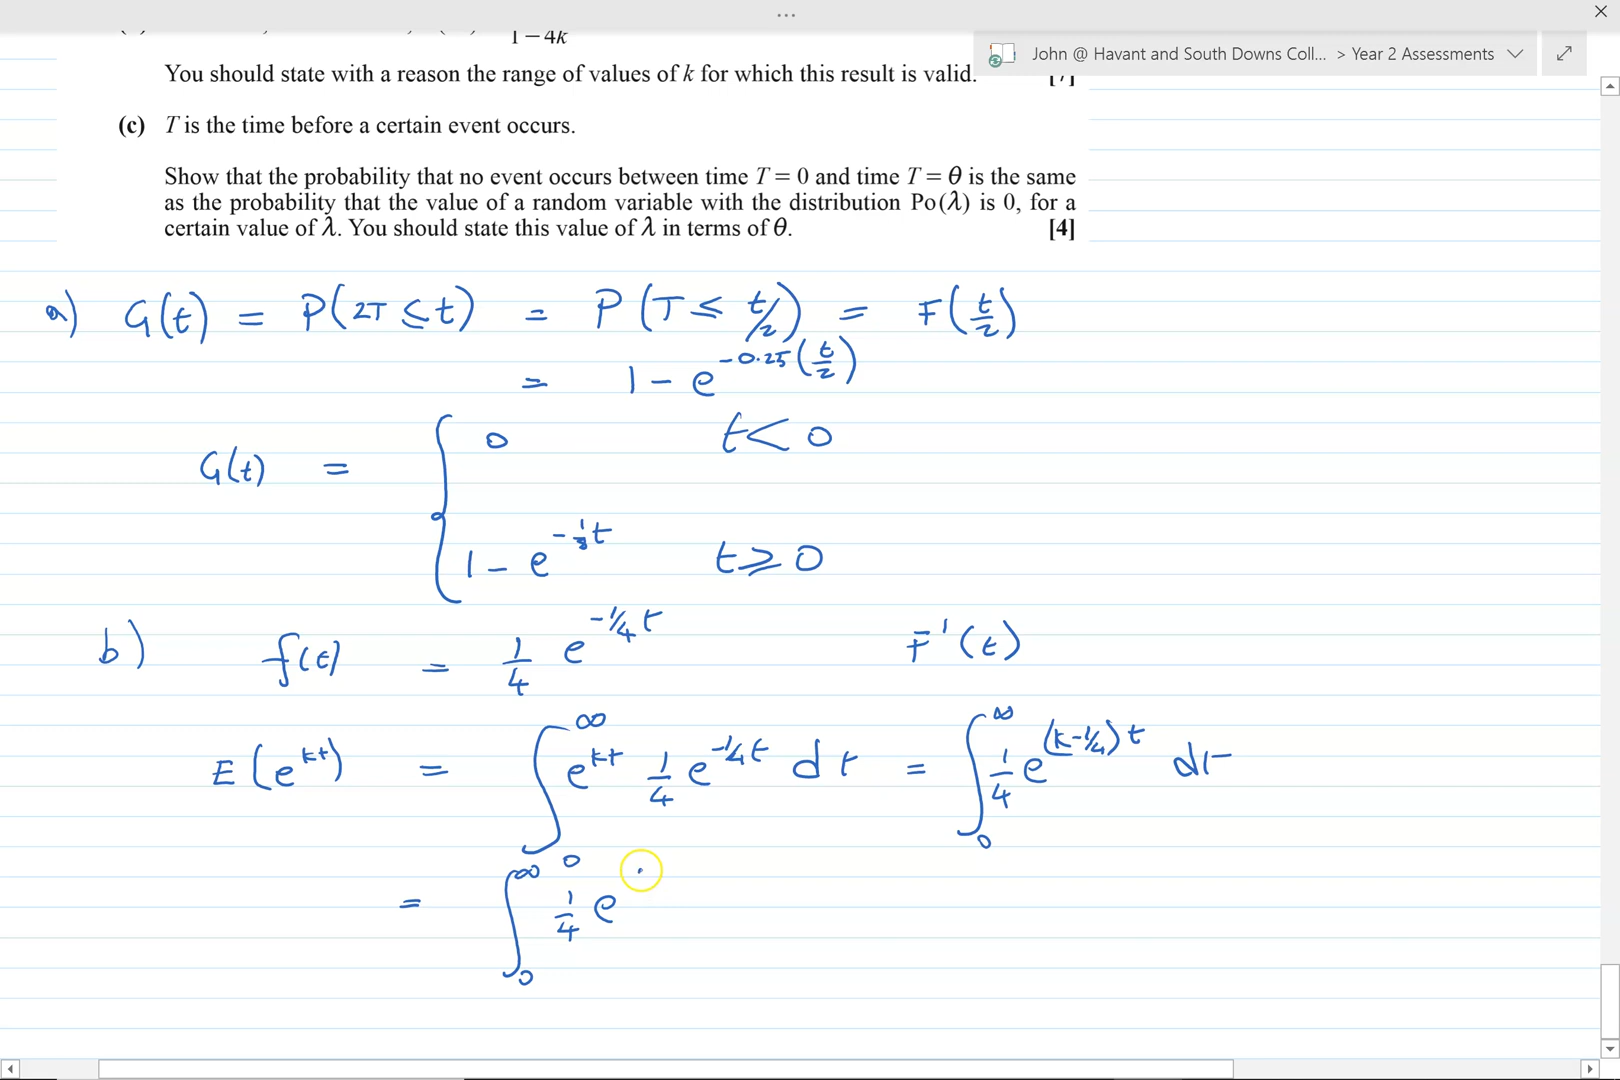 1 − 4k
John @ Havant and South Downs Coll... > Year 2 Assessments
You should state with a reason the range of values of k for which this result is valid. [7]
(c) T is the time before a certain event occurs.
Show that the probability that no event occurs between time T = 0 and time T = θ is the same
as the probability that the value of a random variable with the distribution Po(λ) is 0, for a
certain value of λ. You should state this value of λ in terms of θ. [4]
a) G(t) = P(2T ≤ t) = P(T ≤ t/2) = F(t/2)
= 1 − e^{−0.25(t/2)}
G(t) = { 0 t < 0
1 − e^{−1/8 t} t ≥ 0
b) f(t) = 1/4 e^{−1/4 t} F'(t)
E(e^{kt}) = ∫_0^∞ e^{kt} 1/4 e^{−1/4 t} dt = ∫_0^∞ 1/4 e^{(k−1/4)t} dt
= ∫_0^∞ 1/4 e